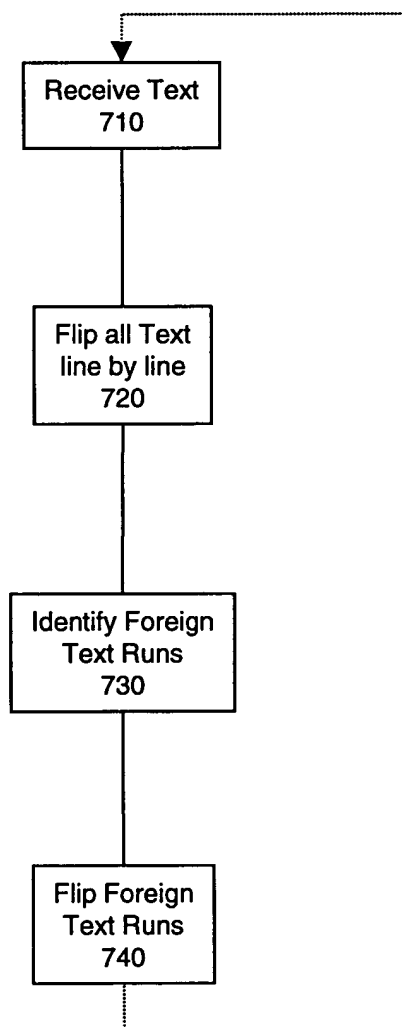 Receive Text
710
Flip all Text
line by line
720
Identify Foreign
Text Runs
730
Flip Foreign
Text Runs
740